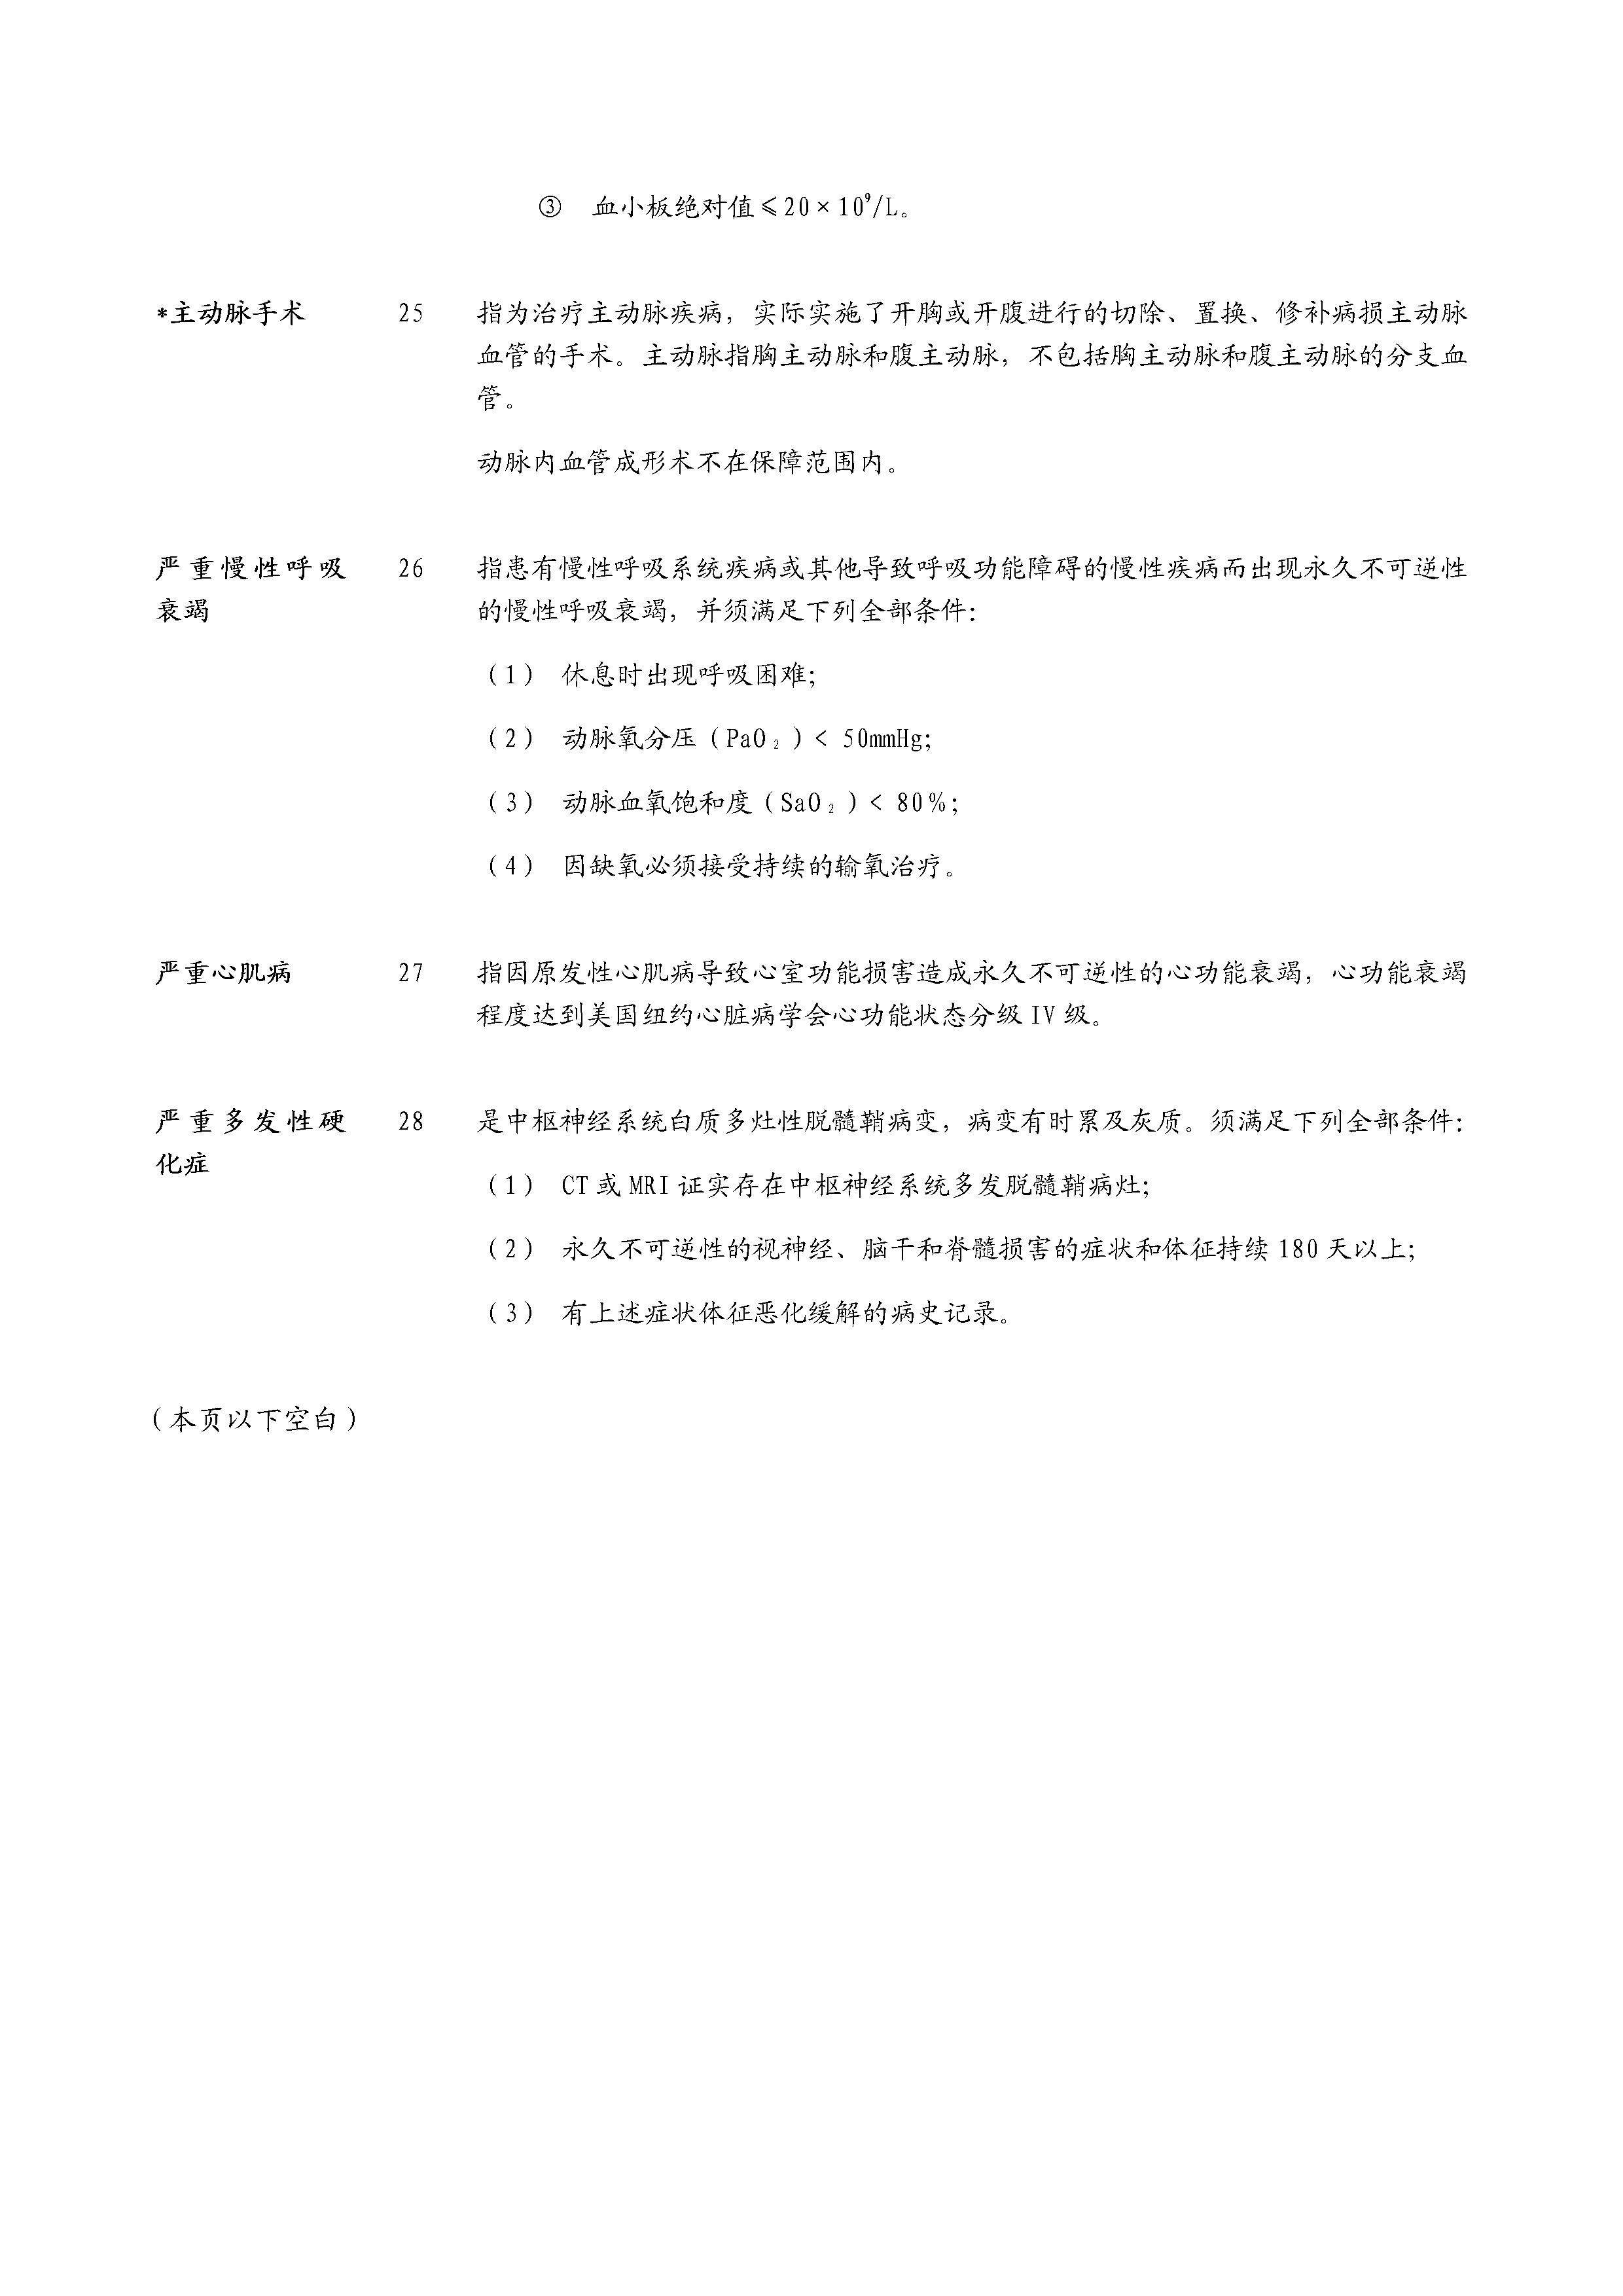 ③ 血小板绝对值≤20×10⁹/L。
*主动脉手术 25 指为治疗主动脉疾病，实际实施了开胸或开腹进行的切除、置换、修补病损主动脉
血管的手术。主动脉指胸主动脉和腹主动脉，不包括胸主动脉和腹主动脉的分支血
管。
动脉内血管成形术不在保障范围内。
严重慢性呼吸 26 指患有慢性呼吸系统疾病或其他导致呼吸功能障碍的慢性疾病而出现永久不可逆性
衰竭 的慢性呼吸衰竭，并须满足下列全部条件：
（1） 休息时出现呼吸困难；
（2） 动脉氧分压（PaO₂）< 50mmHg；
（3） 动脉血氧饱和度（SaO₂）< 80%；
（4） 因缺氧必须接受持续的输氧治疗。
严重心肌病 27 指因原发性心肌病导致心室功能损害造成永久不可逆性的心功能衰竭，心功能衰竭
程度达到美国纽约心脏病学会心功能状态分级 IV 级。
严重多发性硬 28 是中枢神经系统白质多灶性脱髓鞘病变，病变有时累及灰质。须满足下列全部条件：
化症
（1） CT 或 MRI 证实存在中枢神经系统多发脱髓鞘病灶；
（2） 永久不可逆性的视神经、脑干和脊髓损害的症状和体征持续 180 天以上；
（3） 有上述症状体征恶化缓解的病史记录。
（本页以下空白）